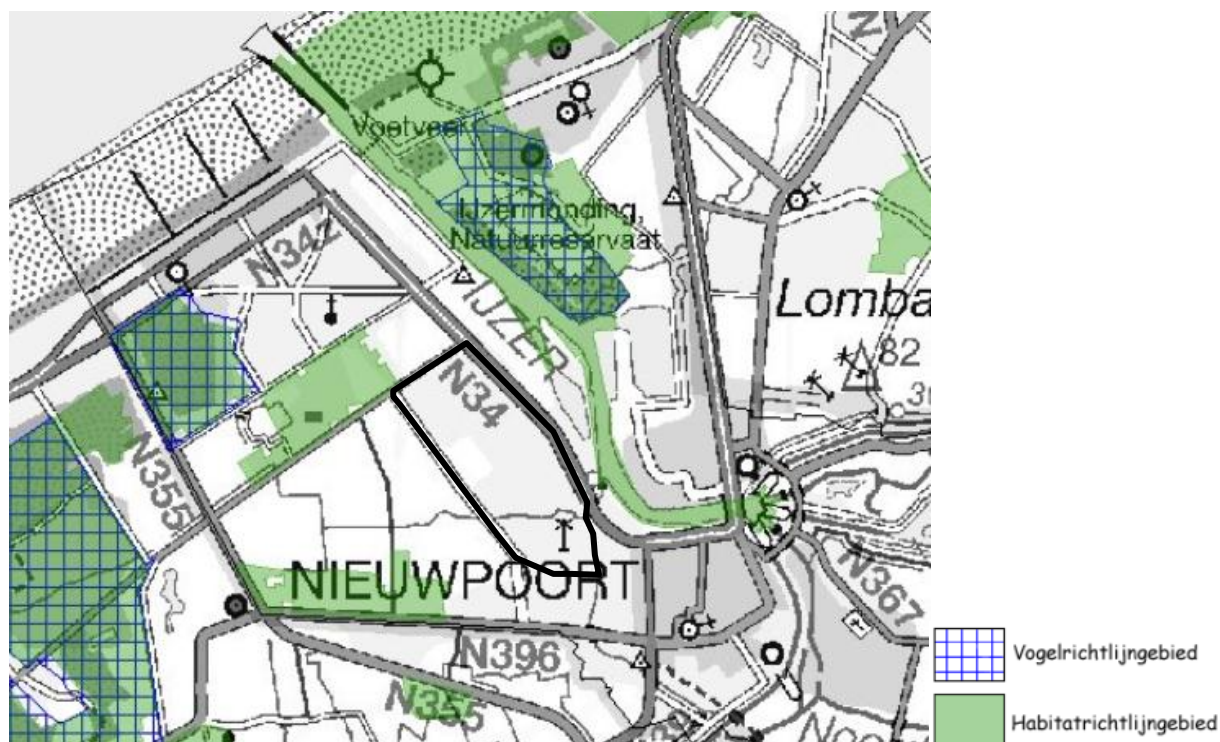 Voetveer
N342
IJzermonding,
Natuurreservaat
IJZER
Lomba
82
N34
N355
NIEUWPOORT
N367
N396
N355
Vogelrichtlijngebied
Habitatrichtlijngebied